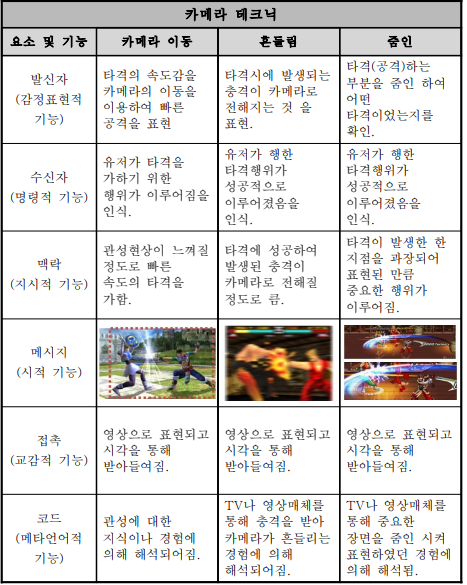 카메라 테크닉
요소 및 기능 카메라 이동 흔들림 줌인
발신자
(감정표현적
기능)
타격의 속도감을
카메라의 이동을
이용하여 빠른
공격을 표현
타격시에 발생되는
충격이 카메라로
전해지는 것 을
표현.
타격(공격)하는
부분을 줌인 하여
어떤
타격이었는지를
확인.
수신자
(명령적 기능)
유저가 타격을
가하기 위한
행위가 이루어짐을
인식.
유저가 행한
타격행위가
성공적으로
이루어졌음을
인식.
유저가 행한
타격행위가
성공적으로
이루어졌음을
인식.
맥락
(지시적 기능)
관성현상이 느껴질
정도로 빠른
속도의 타격을
가함.
타격에 성공하여
발생된 충격이
카메라로 전해질
정도로 큼.
타격이 발생한 한
지점을 과장되어
표현된 만큼
중요한 행위가
이루어짐.
메시지
(시적 기능)
접촉
(교감적 기능)
영상으로 표현되고
시각을 통해
받아들여짐.
영상으로 표현되고
시각을 통해
받아들여짐.
영상으로 표현되고
시각을 통해
받아들여짐.
코드
(메타언어적
기능)
관성에 대한
지식이나 경험에
의해 해석되어짐.
TV나 영상매체를
통해 충격을 받아
카메라가 흔들리는
경험에 의해
해석되어짐.
TV나 영상매체를
통해 중요한
장면을 줌인 시켜
표현하였던 경험에
의해 해석됨.